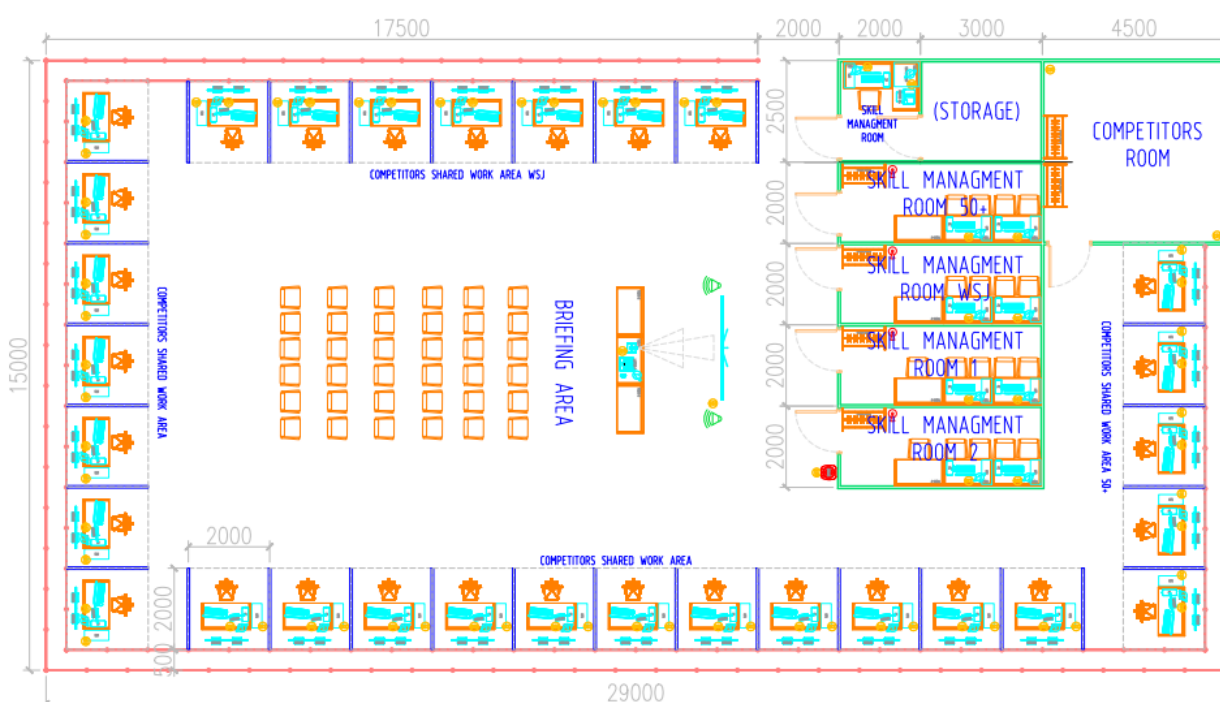 17500
2000
2000
3000
4500
15000
2500
SKILL
MANAGMENT
ROOM
(STORAGE)
COMPETITORS
ROOM
COMPETITORS SHARED WORK AREA WSJ
2000
SKILL MANAGMENT
ROOM 50+
2000
SKILL MANAGMENT
ROOM WSJ
2000
SKILL MANAGMENT
ROOM 1
2000
SKILL MANAGMENT
ROOM 2
COMPETITORS SHARED WORK AREA
BRIEFING AREA
COMPETITORS SHARED WORK AREA 50+
2000
COMPETITORS SHARED WORK AREA
2000
500
29000